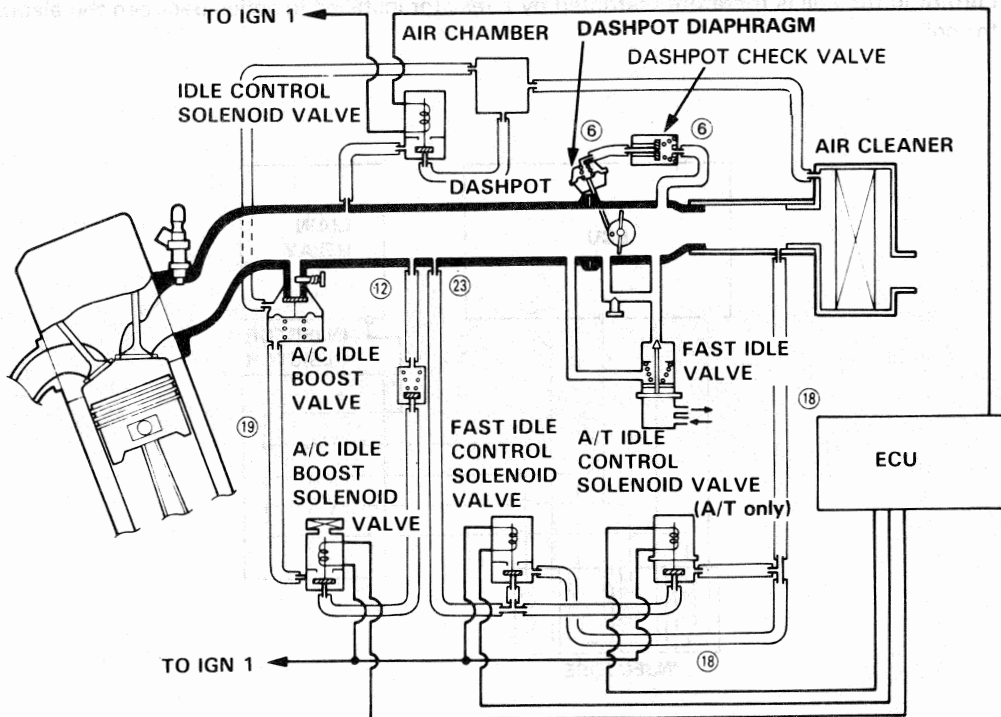 TO IGN 1
AIR CHAMBER
DASHPOT DIAPHRAGM
DASHPOT CHECK VALVE
IDLE CONTROL
SOLENOID VALVE
6
6
AIR CLEANER
DASHPOT
12
23
A/C IDLE
BOOST
VALVE
FAST IDLE
VALVE
18
19
A/C IDLE
BOOST
SOLENOID
VALVE
FAST IDLE
CONTROL
SOLENOID
VALVE
A/T IDLE
CONTROL
SOLENOID VALVE
(A/T only)
ECU
TO IGN 1
18